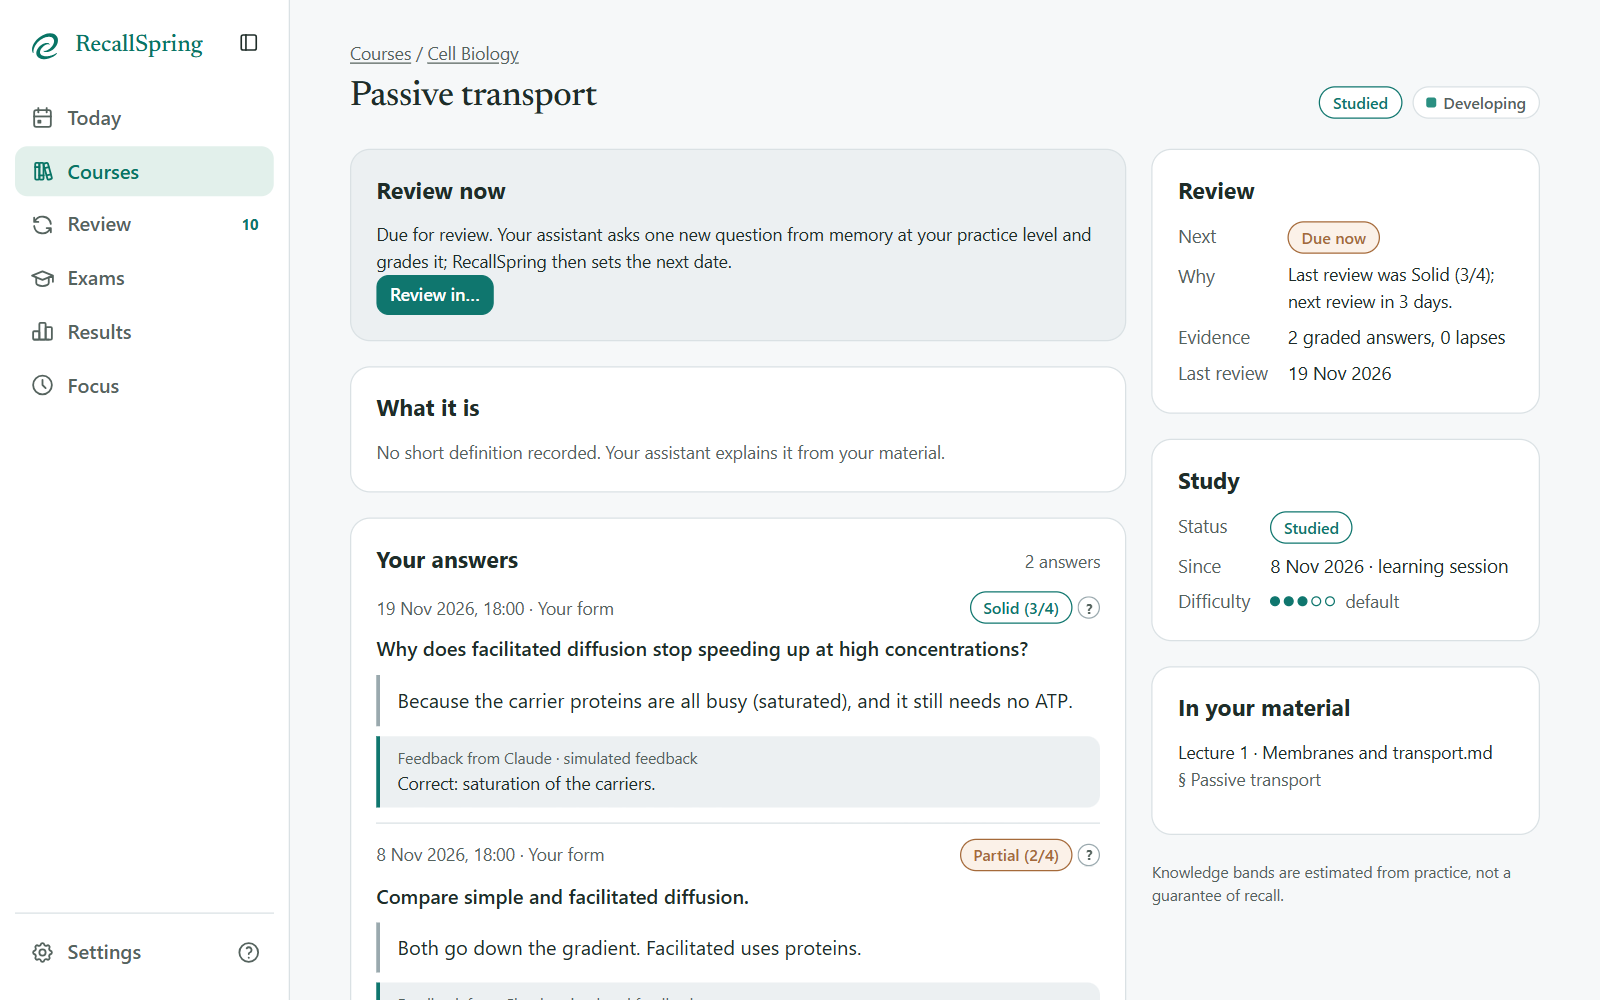 RecallSpring
Today
Courses
Review 10
Exams
Results
Focus
Settings
?
Courses / Cell Biology
Passive transport
Studied
Developing
Review now
Due for review. Your assistant asks one new question from memory at your practice level and
grades it; RecallSpring then sets the next date.
Review in...
What it is
No short definition recorded. Your assistant explains it from your material.
Your answers
2 answers
19 Nov 2026, 18:00 · Your form
Solid (3/4) ?
Why does facilitated diffusion stop speeding up at high concentrations?
Because the carrier proteins are all busy (saturated), and it still needs no ATP.
Feedback from Claude · simulated feedback
Correct: saturation of the carriers.
8 Nov 2026, 18:00 · Your form
Partial (2/4) ?
Compare simple and facilitated diffusion.
Both go down the gradient. Facilitated uses proteins.
Review
Next Due now
Why Last review was Solid (3/4);
next review in 3 days.
Evidence 2 graded answers, 0 lapses
Last review 19 Nov 2026
Study
Status Studied
Since 8 Nov 2026 · learning session
Difficulty default
In your material
Lecture 1 · Membranes and transport.md
§ Passive transport
Knowledge bands are estimated from practice, not a
guarantee of recall.